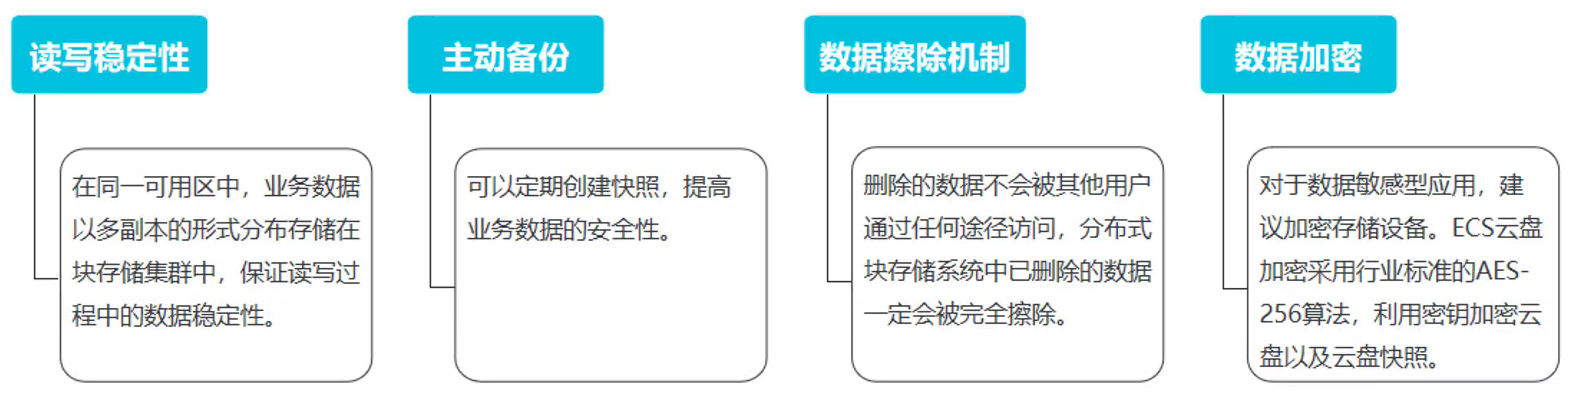 读写稳定性
在同一可用区中，业务数据
以多副本的形式分布存储在
块存储集群中，保证读写过
程中的数据稳定性。
主动备份
可以定期创建快照，提高
业务数据的安全性。
数据擦除机制
删除的数据不会被其他用户
通过任何途径访问，分布式
块存储系统中已删除的数据
一定会被完全擦除。
数据加密
对于数据敏感型应用，建
议加密存储设备。ECS云盘
加密采用行业标准的AES-
256算法，利用密钥加密云
盘以及云盘快照。